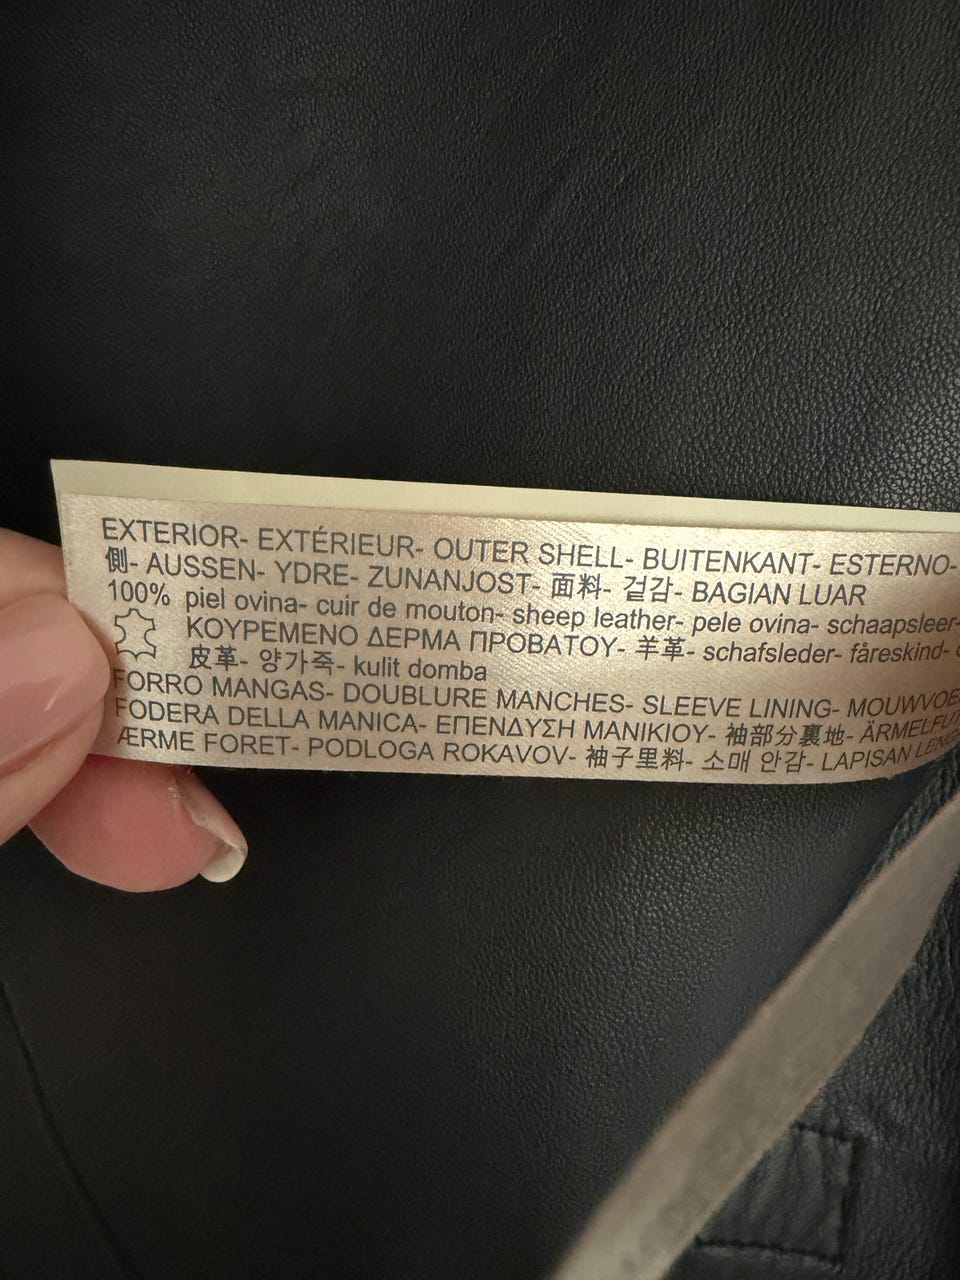 EXTERIOR- EXTÉRIEUR- OUTER SHELL- BUITENKANT- ESTERNO-
側- AUSSEN- YDRE- ZUNANJOST- 面料- 겉감- BAGIAN LUAR
100% piel ovina- cuir de mouton- sheep leather- pele ovina- schaapsleer-
ΚΟΥΡΕΜΕΝΟ ΔΕΡΜΑ ΠΡΟΒΑΤΟΥ- 羊革- schafsleder- fåreskind-
皮革- 양가죽- kulit domba
FORRO MANGAS- DOUBLURE MANCHES- SLEEVE LINING- MOUWVOE
FODERA DELLA MANICA- ΕΠΕΝΔΥΣΗ ΜΑΝΙΚΙΟΥ- 袖部分裏地- ÄRMELFUT
ÆRME FORET- PODLOGA ROKAVOV- 袖子里料- 소매 안감- LAPISAN